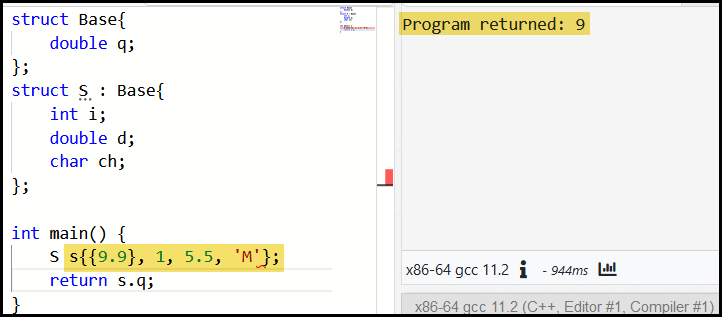 struct Base{
    double q;
};
struct S : Base{
    int i;
    double d;
    char ch;
};

int main() {
    S s{{9.9}, 1, 5.5, 'M'};
    return s.q;
}
Program returned: 9
x86-64 gcc 11.2 i - 944ms
x86-64 gcc 11.2 (C++, Editor #1, Compiler #1)